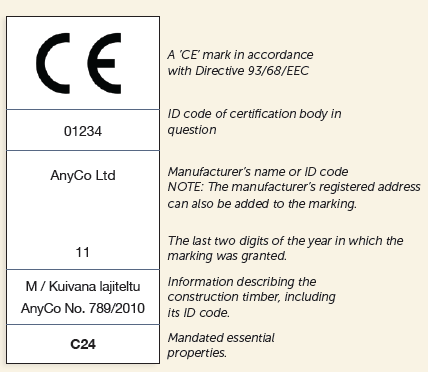 CE
A 'CE' mark in accordance
with Directive 93/68/EEC
01234
ID code of certification body in
question
AnyCo Ltd
Manufacturer's name or ID code
NOTE: The manufacturer's registered address
can also be added to the marking.
11
The last two digits of the year in which the
marking was granted.
M / Kuivana lajiteltu
AnyCo No. 789/2010
Information describing the
construction timber, including
its ID code.
C24
Mandated essential
properties.